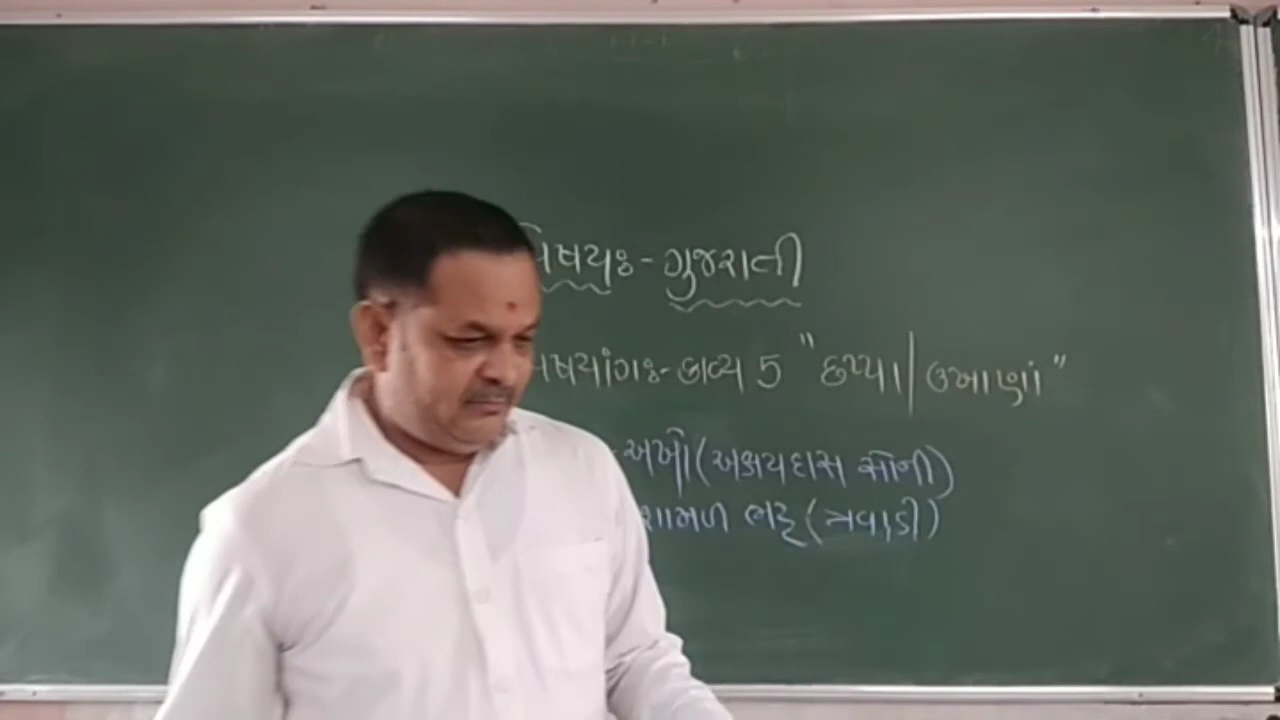 વિષયઃ- ગુજરાતી
વિષયાંગઃ- કાવ્ય 5 "છપ્પા/ઉખાણાં"
અખો (અક્ષયદાસ સોની)
શામળ ભટ્ટ (ત્રવાડી)